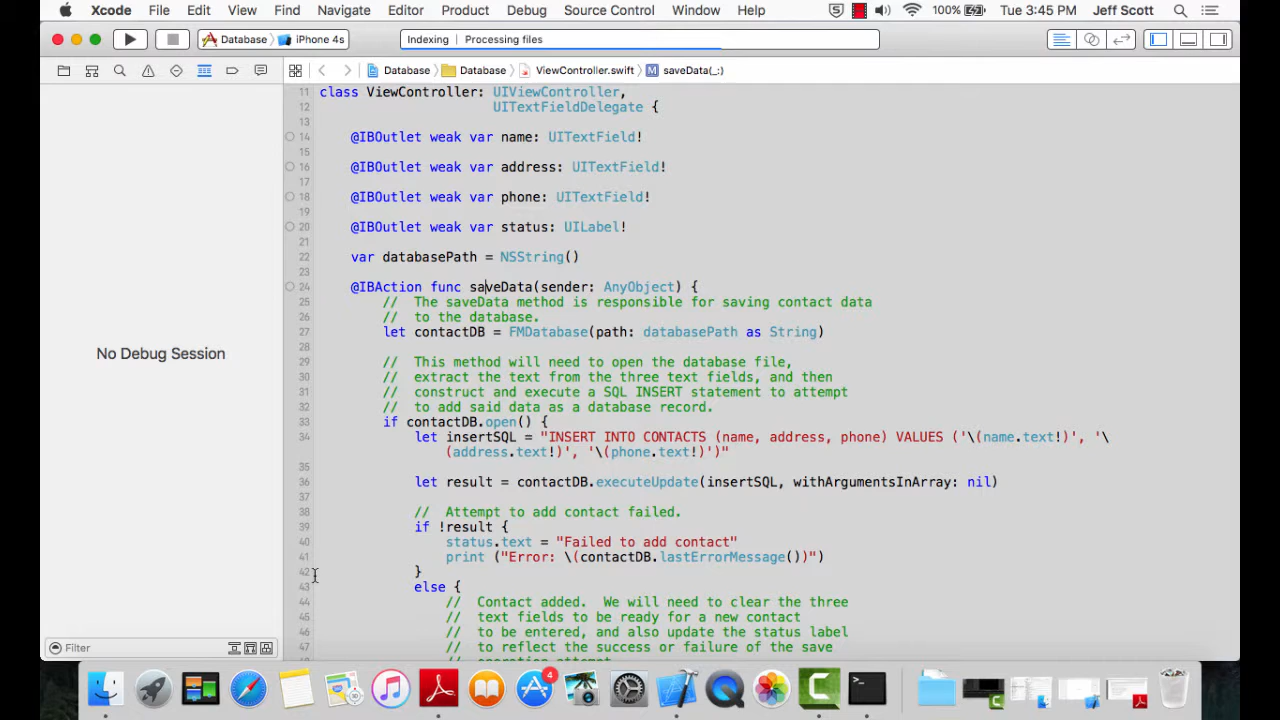 Xcode File Edit View Find Navigate Editor Product Debug Source Control Window Help 5 100% Tue 3:45 PM Jeff Scott
Database iPhone 4s Indexing | Processing files
Database Database ViewController.swift M saveData(_:)
11 class ViewController: UIViewController,
12 UITextFieldDelegate {
13
14 @IBOutlet weak var name: UITextField!
15
16 @IBOutlet weak var address: UITextField!
17
18 @IBOutlet weak var phone: UITextField!
19
20 @IBOutlet weak var status: UILabel!
21
22 var databasePath = NSString()
23
24 @IBAction func saveData(sender: AnyObject) {
25 // The saveData method is responsible for saving contact data
26 // to the database.
27 let contactDB = FMDatabase(path: databasePath as String)
28
29 // This method will need to open the database file,
30 // extract the text from the three text fields, and then
31 // construct and execute a SQL INSERT statement to attempt
32 // to add said data as a database record.
33 if contactDB.open() {
34 let insertSQL = "INSERT INTO CONTACTS (name, address, phone) VALUES ('\(name.text!)', '\
(address.text!)', '\(phone.text!)')"
35
36 let result = contactDB.executeUpdate(insertSQL, withArgumentsInArray: nil)
37
38 // Attempt to add contact failed.
39 if !result {
40 status.text = "Failed to add contact"
41 print ("Error: \(contactDB.lastErrorMessage())")
42 }
43 else {
44 // Contact added. We will need to clear the three
45 // text fields to be ready for a new contact
46 // to be entered, and also update the status label
47 // to reflect the success or failure of the save
// operation attempt.
No Debug Session
Filter
4